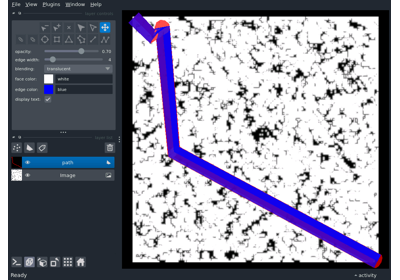 File View Plugins Window Help
opacity: 0.70
edge width: 4
blending: translucent
face color: white
edge color: blue
display text: ✓
path
Image
Ready
activity